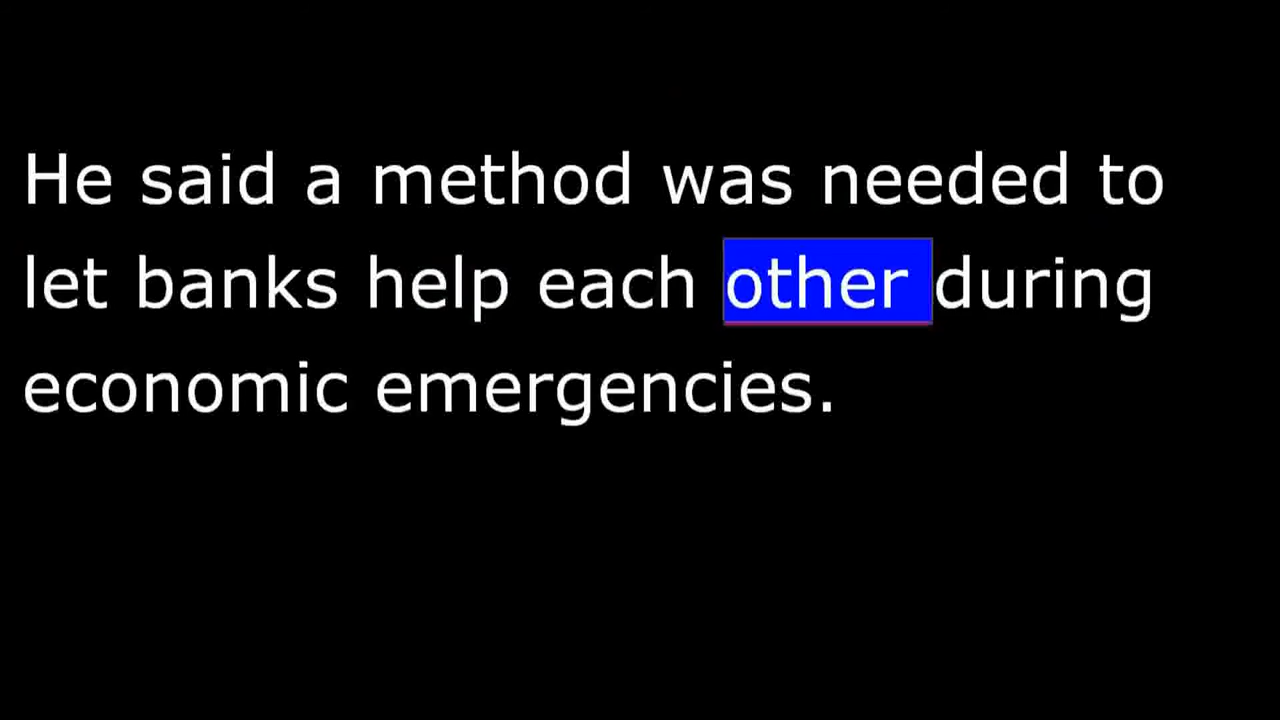 He said a method was needed to
let banks help each other during
economic emergencies.